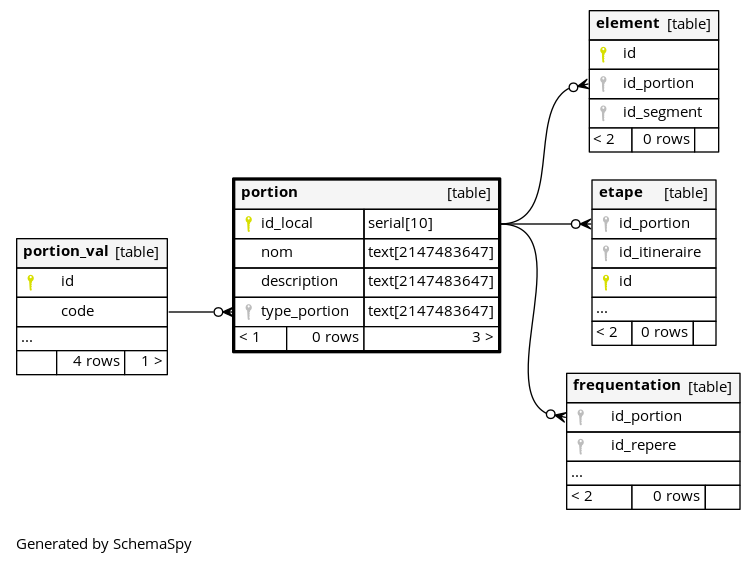 portion_val [table]
id
code
...
4 rows 1 >
portion [table]
id_local serial[10]
nom text[2147483647]
description text[2147483647]
type_portion text[2147483647]
< 1 0 rows 3 >
element [table]
id
id_portion
id_segment
< 2 0 rows
etape [table]
id_portion
id_itineraire
id
...
< 2 0 rows
frequentation [table]
id_portion
id_repere
...
< 2 0 rows
Generated by SchemaSpy